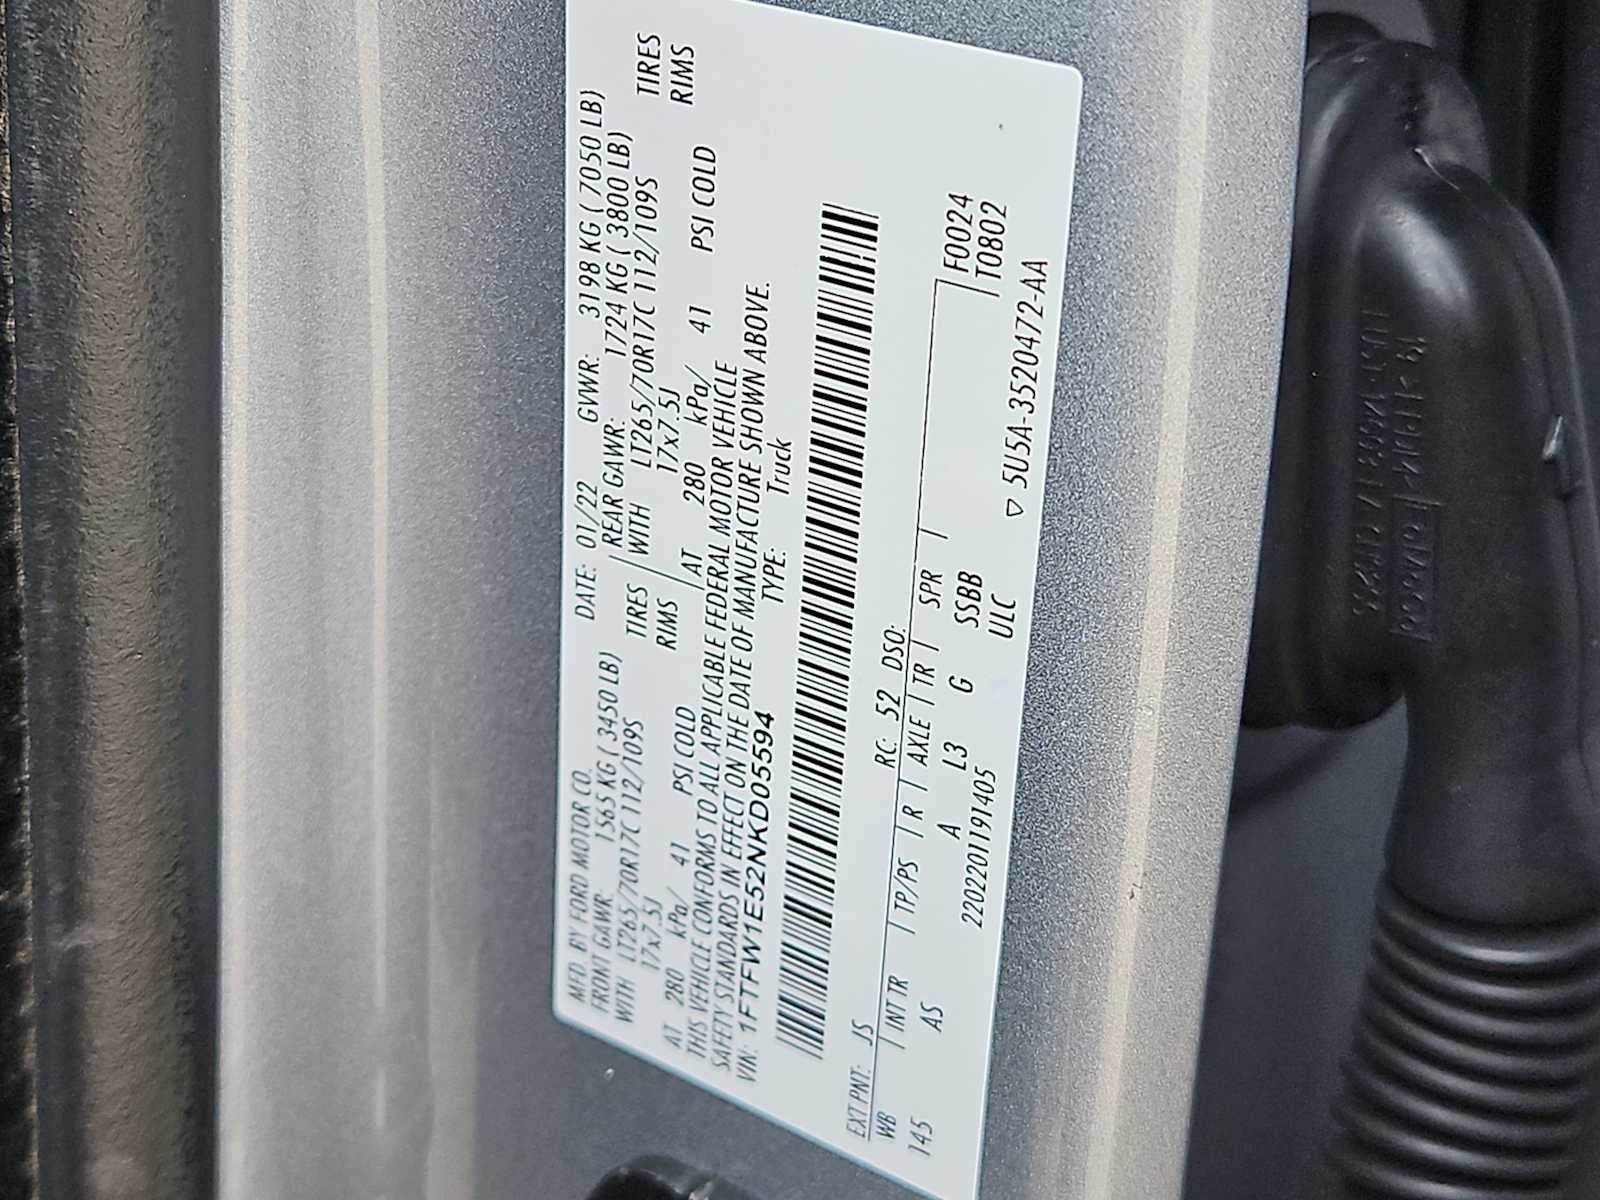 MFD. BY FORD MOTOR CO. DATE: 01/22 GVWR: 3198 KG ( 7050 LB)
FRONT GAWR: 1565 KG ( 3450 LB) REAR GAWR: 1724 KG ( 3800 LB)
WITH LT265/70R17C 112/109S TIRES WITH LT265/70R17C 112/109S TIRES
17x7.5J RIMS 17x7.5J RIMS
AT 280 kPa/ 41 PSI COLD AT 280 kPa/ 41 PSI COLD
THIS VEHICLE CONFORMS TO ALL APPLICABLE FEDERAL MOTOR VEHICLE
SAFETY STANDARDS IN EFFECT ON THE DATE OF MANUFACTURE SHOWN ABOVE.
VIN: 1FTFW1E52NKD05594 TYPE: Truck
EXT PNT: JS RC: 52 DSO: F0024
WB | INT TR | TP/PS | R | AXLE | TR | SPR | T0802
145 AS A L3 G SSBB
2202201191405 ULC
▽ 5U5A-3520472-AA